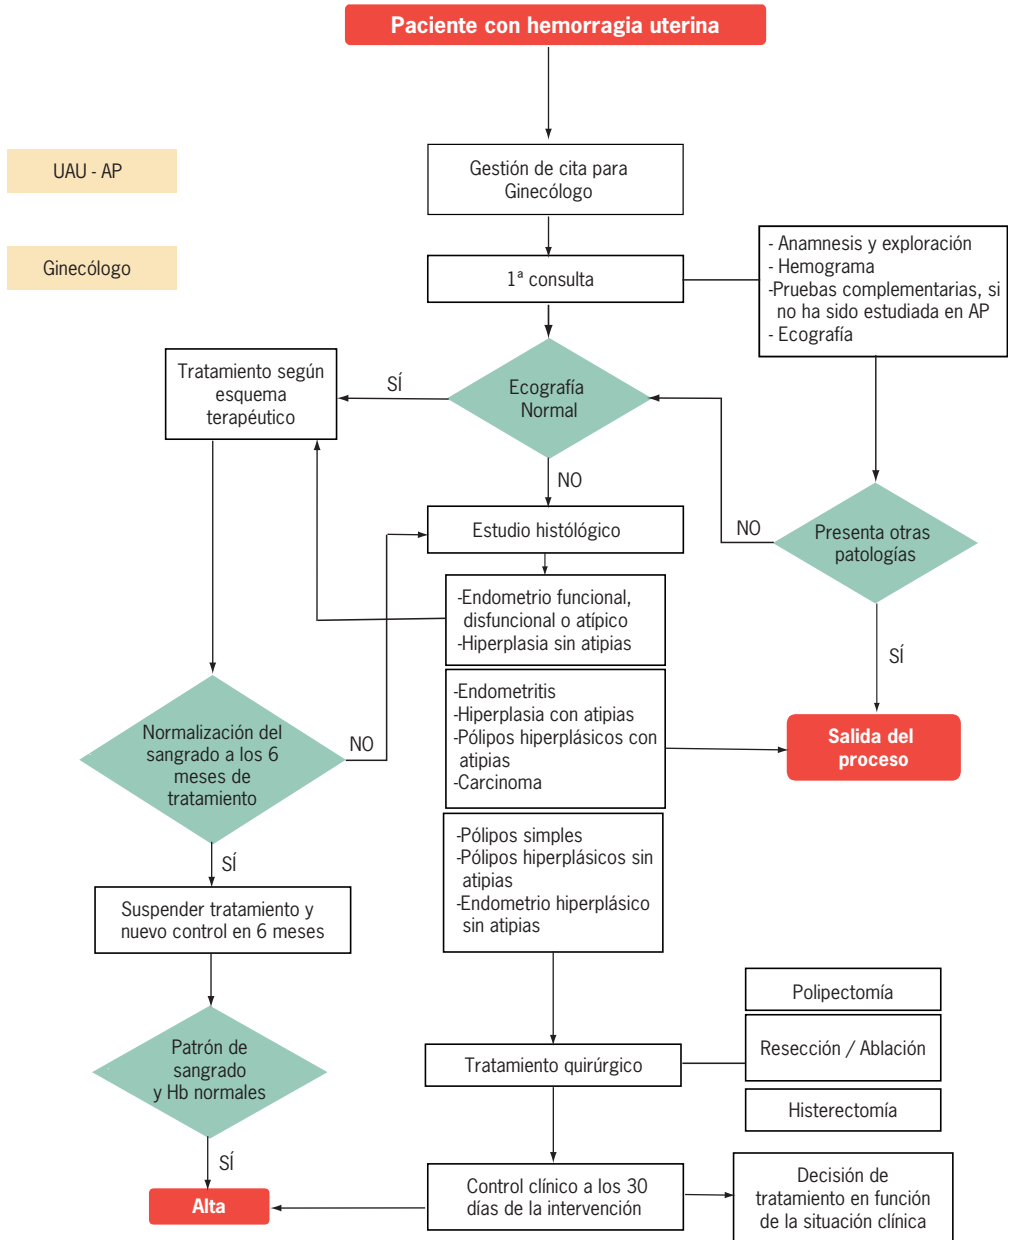 Paciente con hemorragia uterina
UAU - AP
Gestión de cita para
Ginecólogo
Ginecólogo
1ª consulta
- Anamnesis y exploración
- Hemograma
-Pruebas complementarias, si
no ha sido estudiada en AP
- Ecografía
Tratamiento según
esquema
terapéutico
SÍ
Ecografía
Normal
NO
Estudio histólógico
NO
Presenta otras
patologías
SÍ
-Endometrio funcional,
disfuncional o atípico
-Hiperplasia sin atipias
-Endometritis
-Hiperplasia con atipias
-Pólipos hiperplásicos con
atipias
-Carcinoma
Salida del
proceso
Normalización del
sangrado a los 6
meses de
tratamiento
NO
SÍ
-Pólipos simples
-Pólipos hiperplásicos sin
atipias
-Endometrio hiperplásico
sin atipias
Suspender tratamiento y
nuevo control en 6 meses
Patrón de
sangrado
y Hb normales
SÍ
Tratamiento quirúrgico
Polipectomía
Resección / Ablación
Histerectomía
Alta
Control clínico a los 30
días de la intervención
Decisión de
tratamiento en función
de la situación clínica